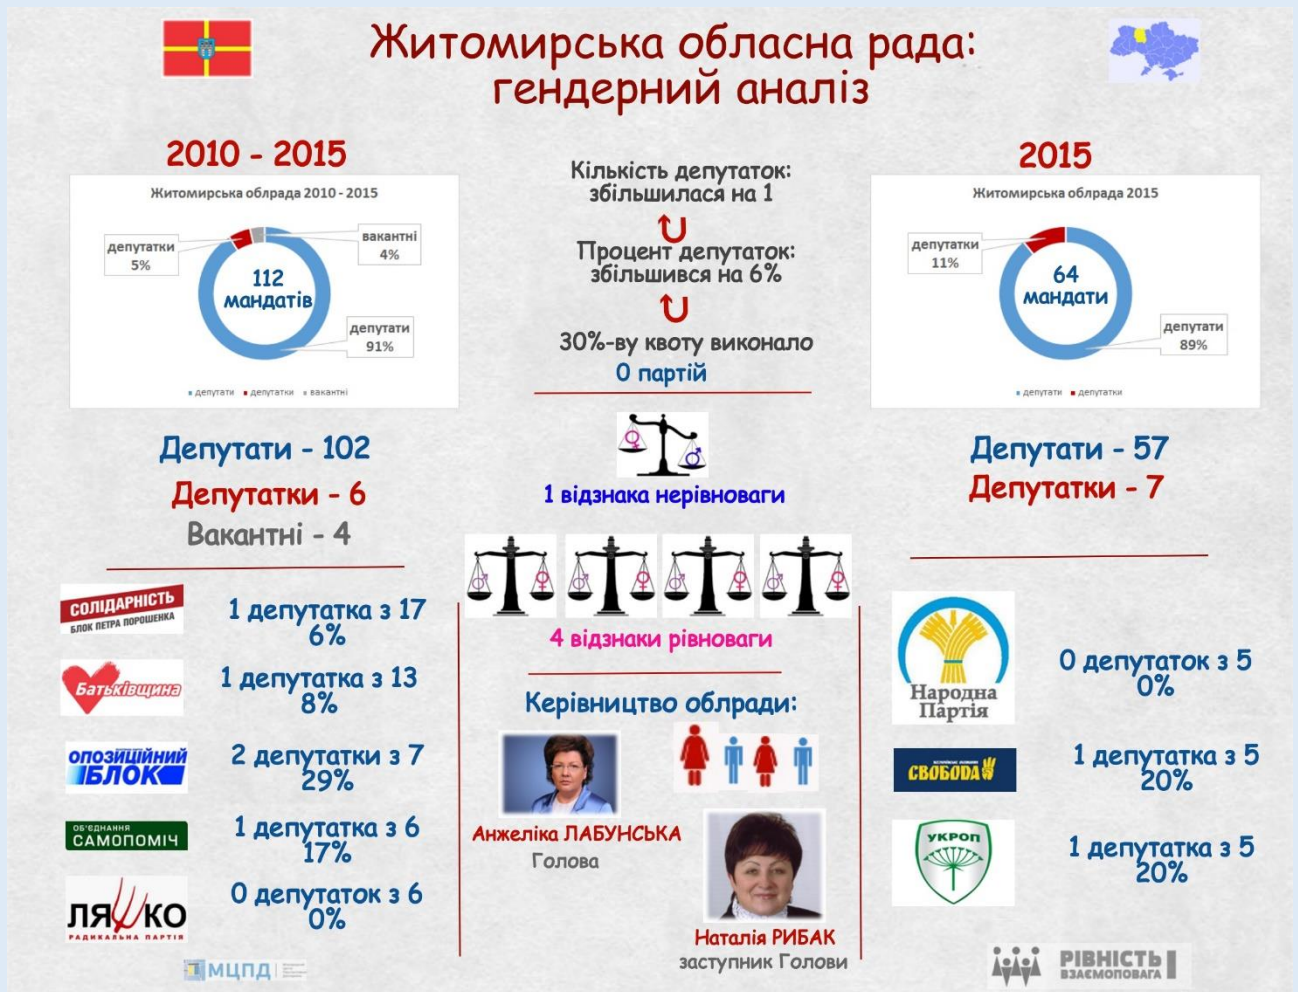 Житомирська обласна рада:
гендерний аналіз
2010 - 2015
Житомирська облрада 2010 - 2015
депутатки
5%
вакантні
4%
112
мандатів
депутати
91%
депутати депутатки вакантні
Депутати - 102
Депутатки - 6
Вакантні - 4
Кількість депутаток:
збільшилася на 1
Процент депутаток:
збільшився на 6%
30%-ву квоту виконало
0 партій
1 відзнака нерівноваги
4 відзнаки рівноваги
2015
Житомирська облрада 2015
депутатки
11%
64
мандати
депутати
89%
депутати депутатки
Депутати - 57
Депутатки - 7
СОЛІДАРНІСТЬ
БЛОК ПЕТРА ПОРОШЕНКА
1 депутатка з 17
6%
Батьківщина
1 депутатка з 13
8%
ОПОЗИЦІЙНИЙ
БЛОК
2 депутатки з 7
29%
ОБ'ЄДНАННЯ
САМОПОМІЧ
1 депутатка з 6
17%
ЛЯШКО
РАДИКАЛЬНА ПАРТІЯ
0 депутаток з 6
0%
Керівництво облради:
Анжеліка ЛАБУНСЬКА
Голова
Наталія РИБАК
заступник Голови
Народна
Партія
0 депутаток з 5
0%
СВОБОДА
1 депутатка з 5
20%
УКРОП
1 депутатка з 5
20%
МЦПД
РІВНІСТЬ
ВЗАЄМОПОВАГА